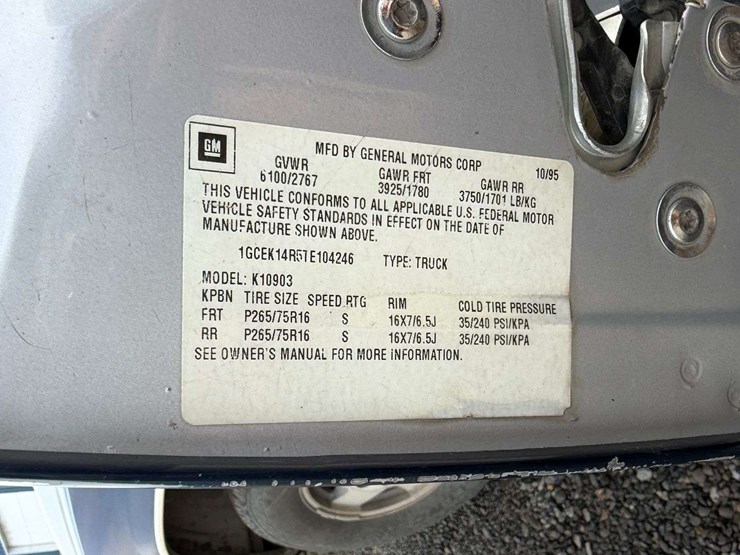 GM
MFD BY GENERAL MOTORS CORP 10/95
GVWR GAWR FRT GAWR RR
6100/2767 3925/1780 3750/1701 LB/KG
THIS VEHICLE CONFORMS TO ALL APPLICABLE U.S. FEDERAL MOTOR
VEHICLE SAFETY STANDARDS IN EFFECT ON THE DATE OF
MANUFACTURE SHOWN ABOVE.
1GCEK14R5TE104246 TYPE: TRUCK
MODEL: K10903
KPBN TIRE SIZE SPEED RTG RIM COLD TIRE PRESSURE
FRT P265/75R16 S 16X7/6.5J 35/240 PSI/KPA
RR P265/75R16 S 16X7/6.5J 35/240 PSI/KPA
SEE OWNER'S MANUAL FOR MORE INFORMATION.